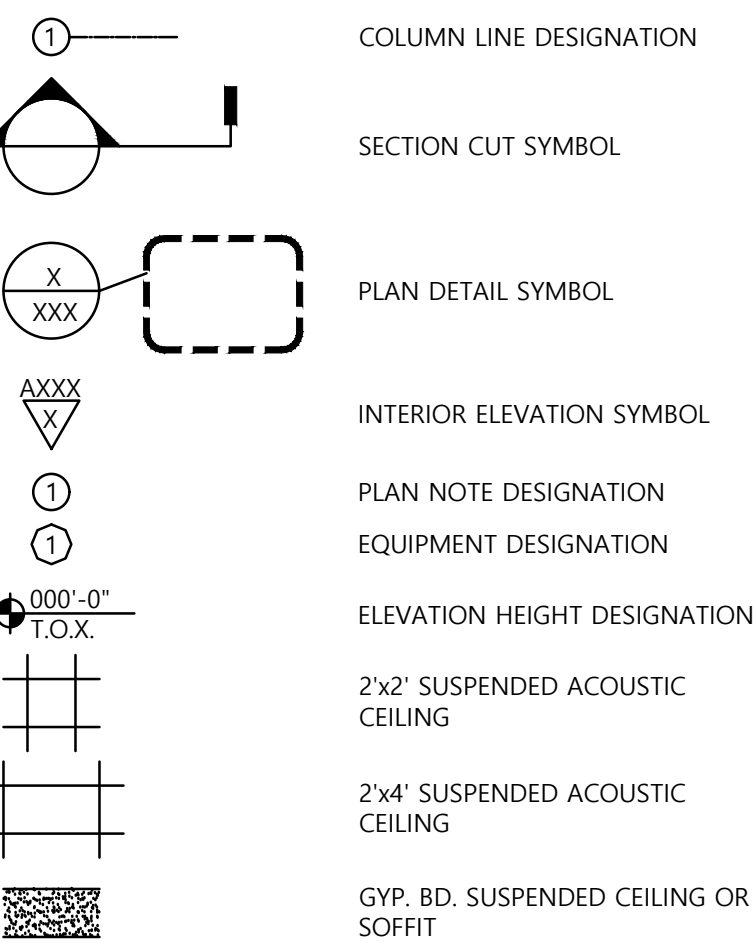 1 COLUMN LINE DESIGNATION
SECTION CUT SYMBOL
X
XXX
PLAN DETAIL SYMBOL
AXXX
X
INTERIOR ELEVATION SYMBOL
1 PLAN NOTE DESIGNATION
1 EQUIPMENT DESIGNATION
000'-0"
T.O.X.
ELEVATION HEIGHT DESIGNATION
2'x2' SUSPENDED ACOUSTIC
CEILING
2'x4' SUSPENDED ACOUSTIC
CEILING
GYP. BD. SUSPENDED CEILING OR
SOFFIT